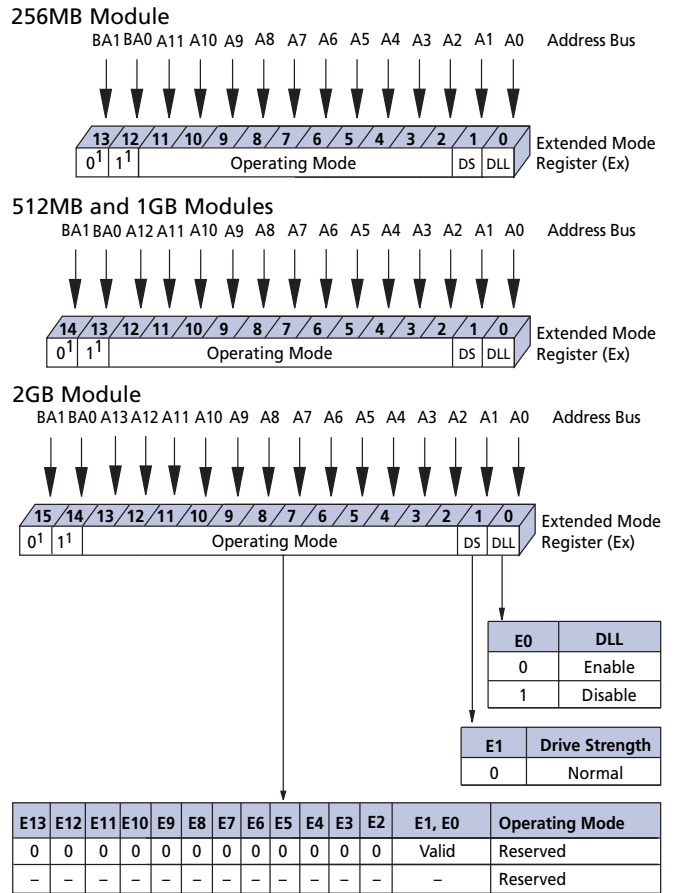 256MB Module
BA1 BA0 A11 A10 A9 A8 A7 A6 A5 A4 A3 A2 A1 A0 Address Bus
13 12 11 10 9 8 7 6 5 4 3 2 1 0 Extended Mode
0¹ 1¹ Operating Mode DS DLL Register (Ex)
512MB and 1GB Modules
BA1 BA0 A12 A11 A10 A9 A8 A7 A6 A5 A4 A3 A2 A1 A0 Address Bus
14 13 12 11 10 9 8 7 6 5 4 3 2 1 0 Extended Mode
0¹ 1¹ Operating Mode DS DLL Register (Ex)
2GB Module
BA1 BA0 A13 A12 A11 A10 A9 A8 A7 A6 A5 A4 A3 A2 A1 A0 Address Bus
15 14 13 12 11 10 9 8 7 6 5 4 3 2 1 0 Extended Mode
0¹ 1¹ Operating Mode DS DLL Register (Ex)
E0 DLL
0 Enable
1 Disable
E1 Drive Strength
0 Normal
E13 E12 E11 E10 E9 E8 E7 E6 E5 E4 E3 E2 E1, E0 Operating Mode
0 0 0 0 0 0 0 0 0 0 0 0 Valid Reserved
– – – – – – – – – – – – – Reserved